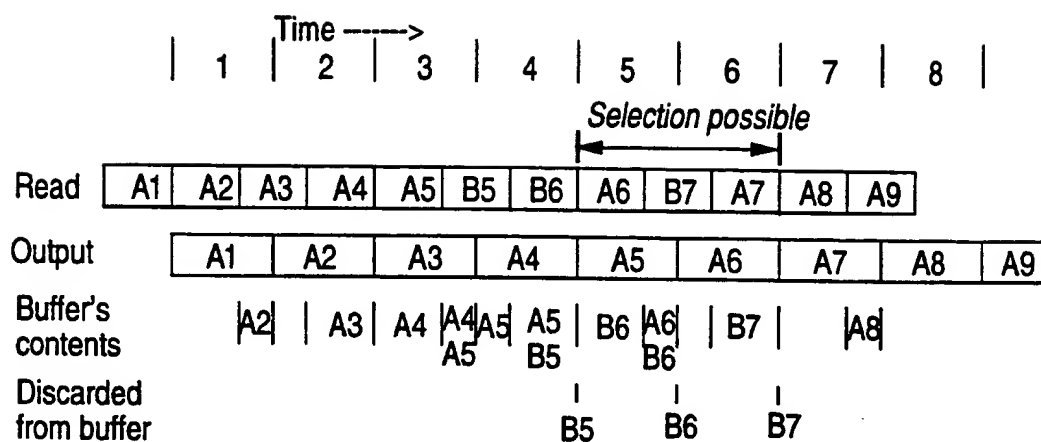 Time ------>
1 2 3 4 5 6 7 8
Selection possible
Read A1 A2 A3 A4 A5 B5 B6 A6 B7 A7 A8 A9
Output A1 A2 A3 A4 A5 A6 A7 A8 A9
Buffer's A2 A3 A4 A4 A5 A5 B6 A6 B7 A8
contents A5 B5 B6
Discarded
from buffer B5 B6 B7